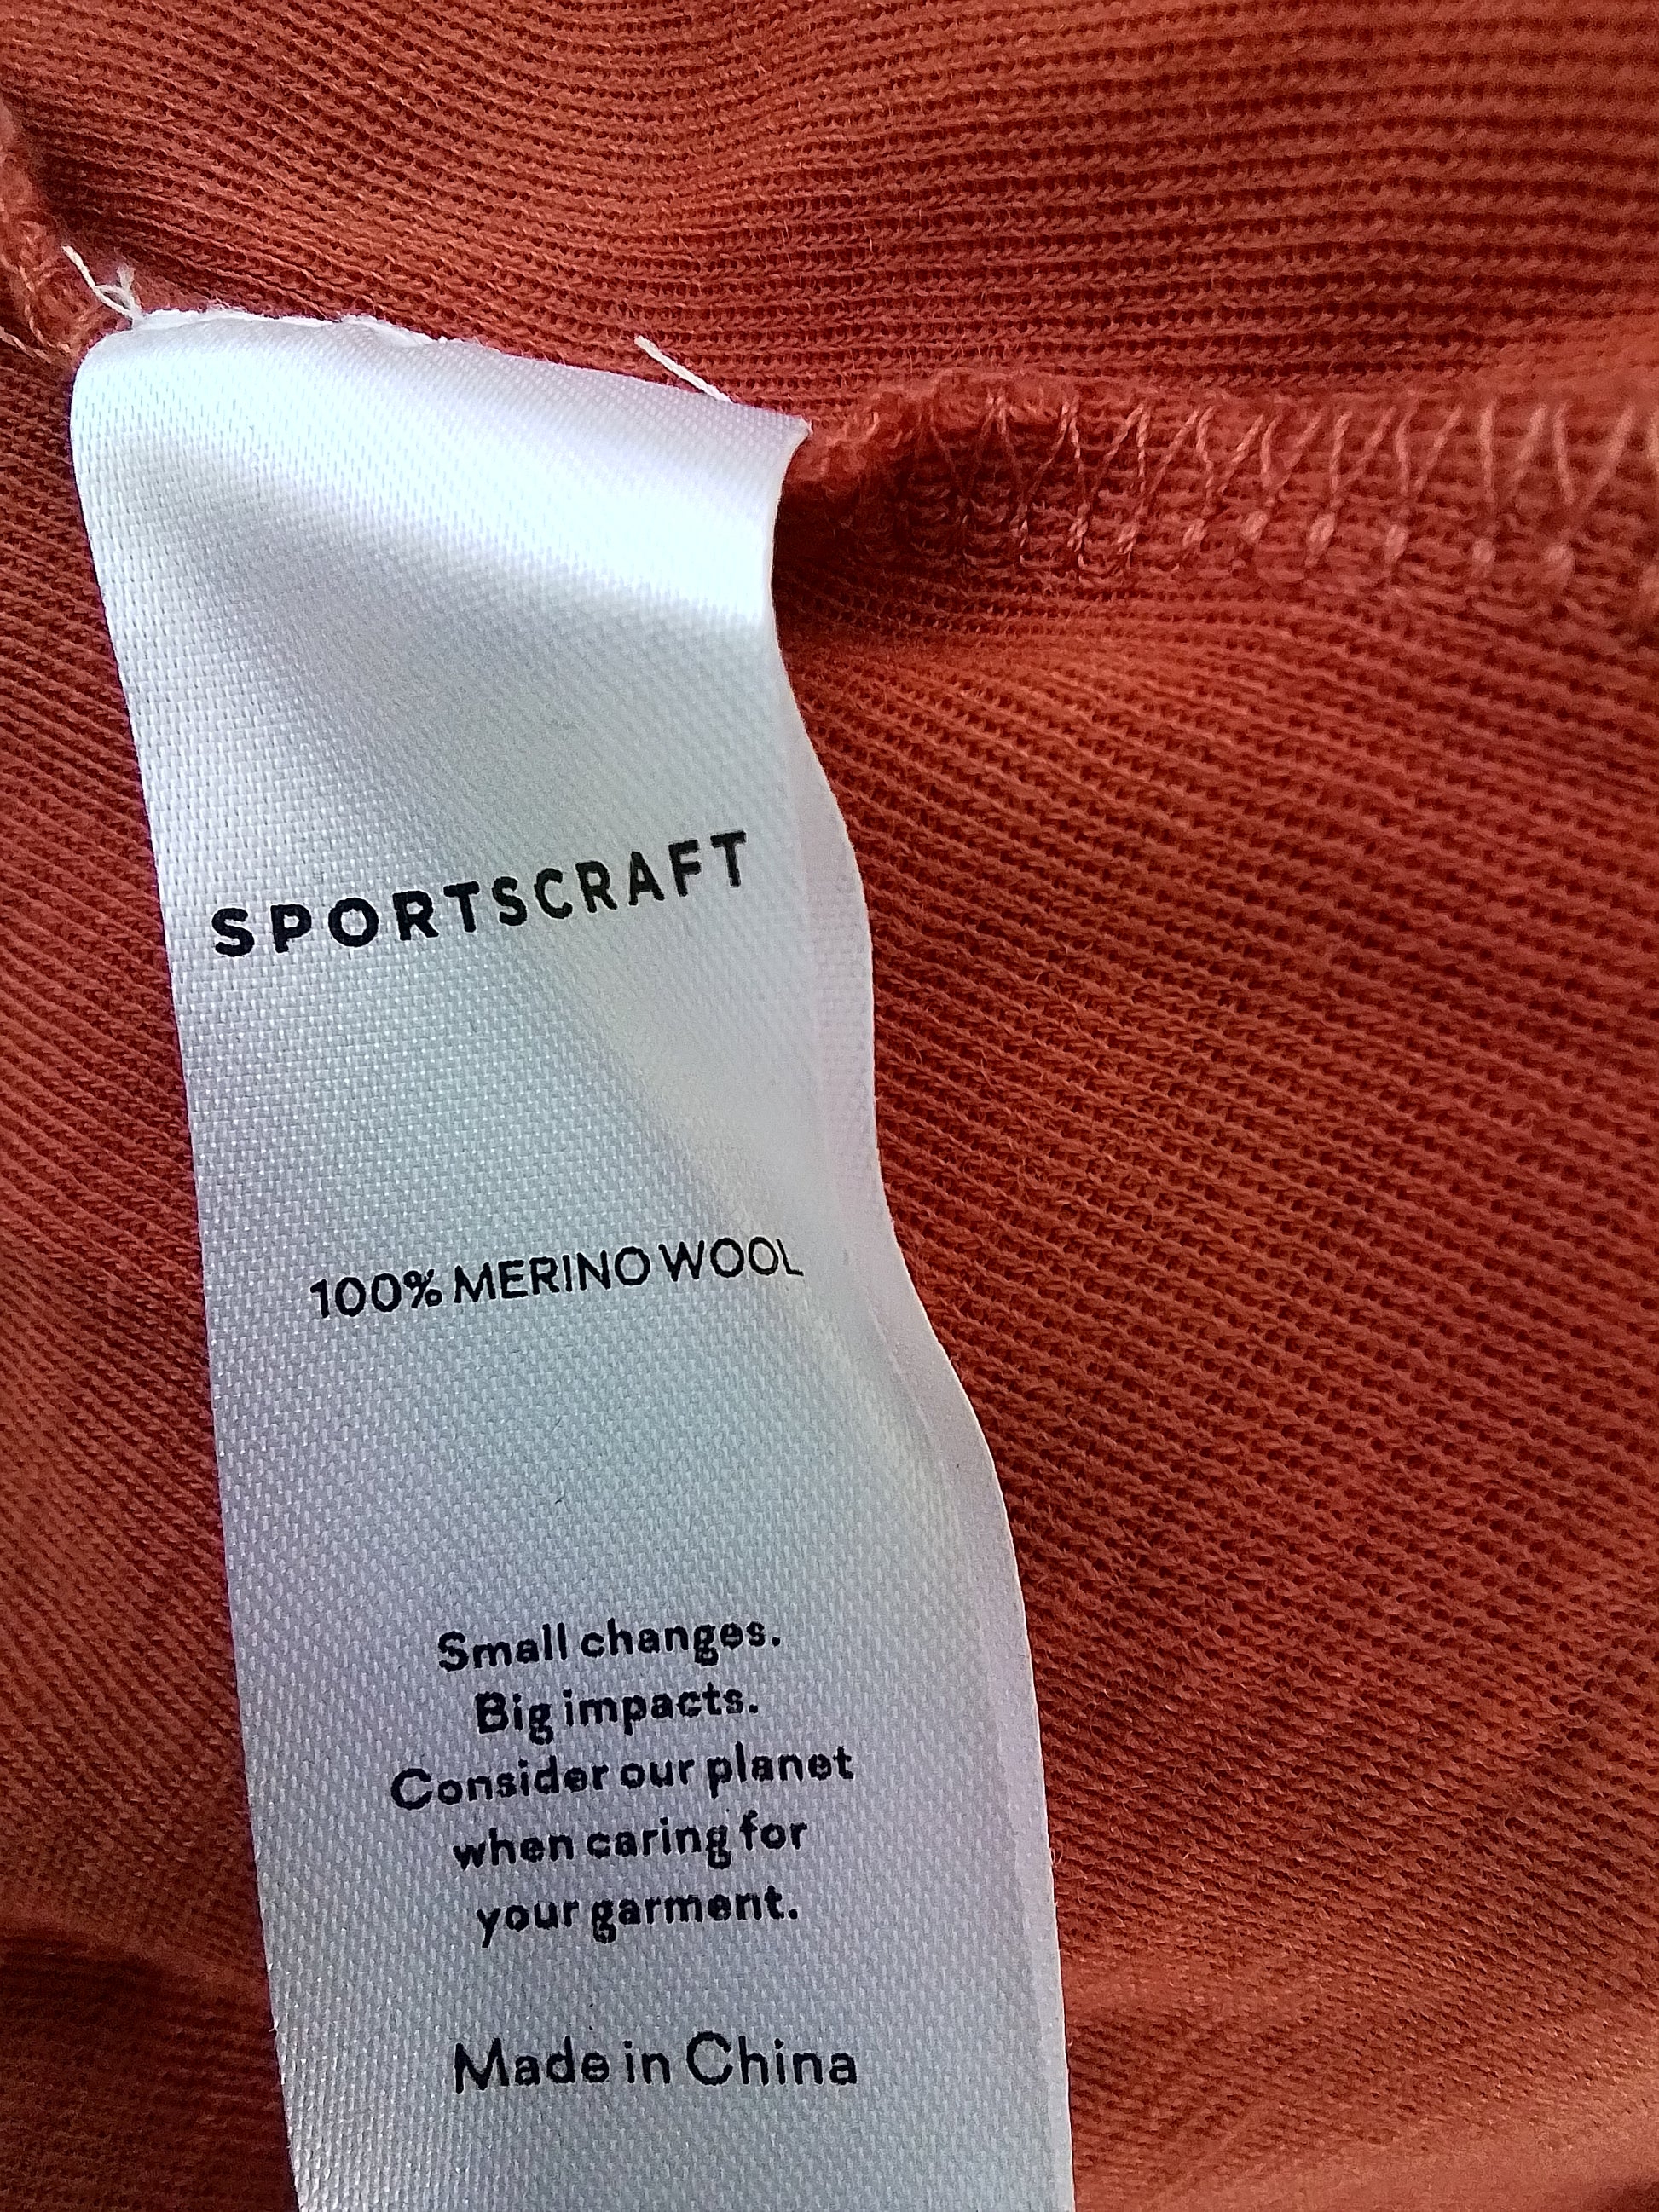 SPORTSCRAFT
100% MERINO WOOL
Small changes.
Big impacts.
Consider our planet
when caring for
your garment.
Made in China